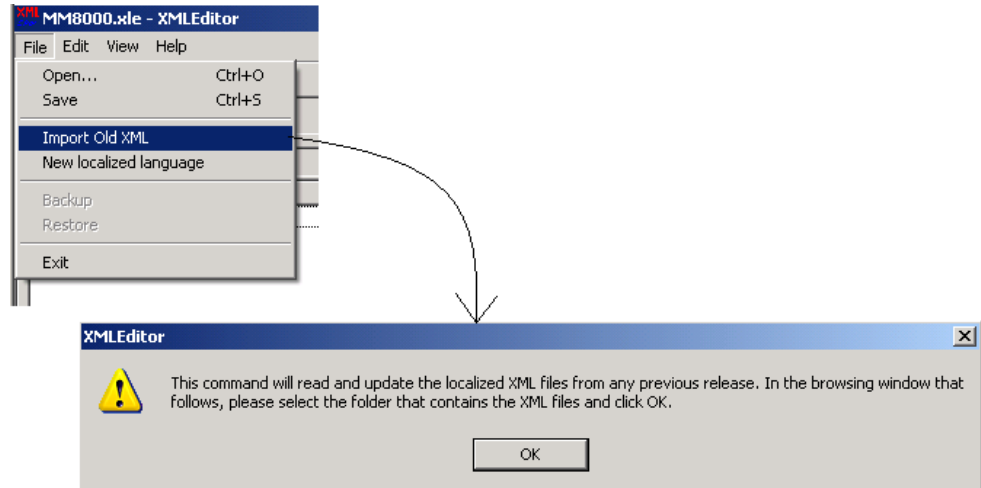 XML MM8000.xle - XMLEditor
File Edit View Help
Open... Ctrl+O
Save Ctrl+S
Import Old XML
New localized language
Backup
Restore
Exit
XMLEditor
This command will read and update the localized XML files from any previous release. In the browsing window that
follows, please select the folder that contains the XML files and click OK.
OK